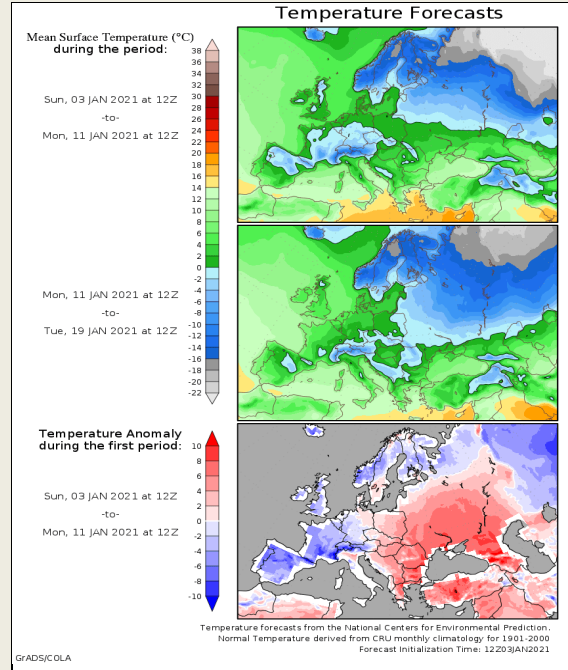 Temperature Forecasts
Mean Surface Temperature (°C)
during the period:
38
36
34
32
30
28
26
24
22
20
18
16
14
12
10
8
6
4
2
0
-2
-4
-6
-8
-10
-12
-14
-16
-18
-20
-22
Sun, 03 JAN 2021 at 12Z
-to-
Mon, 11 JAN 2021 at 12Z
Mon, 11 JAN 2021 at 12Z
-to-
Tue, 19 JAN 2021 at 12Z
Temperature Anomaly
during the first period:
10
8
6
4
2
0
-2
-4
-6
-8
-10
Sun, 03 JAN 2021 at 12Z
-to-
Mon, 11 JAN 2021 at 12Z
Temperature forecasts from the National Centers for Environmental Prediction.
Normal Temperature derived from CRU monthly climatology for 1901-2000
Forecast Initialization Time: 12Z03JAN2021
GrADS/COLA